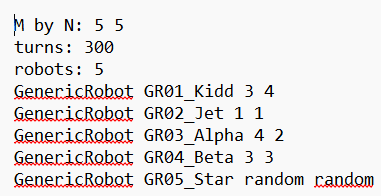 M by N: 5 5
turns: 300
robots: 5
GenericRobot GR01_Kidd 3 4
GenericRobot GR02_Jet 1 1
GenericRobot GR03_Alpha 4 2
GenericRobot GR04_Beta 3 3
GenericRobot GR05_Star random random